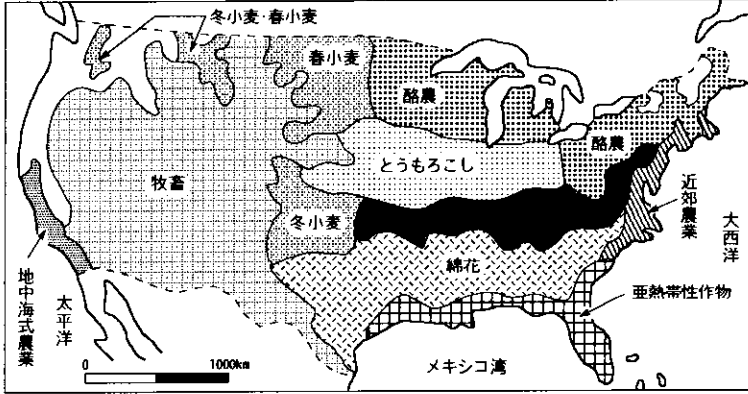 冬小麦・春小麦
春小麦
酪農
酪農
とうもろこし
牧畜
冬小麦
近郊農業
大西洋
綿花
亜熱帯性作物
地中海式農業
太平洋
0 1000km
メキシコ湾